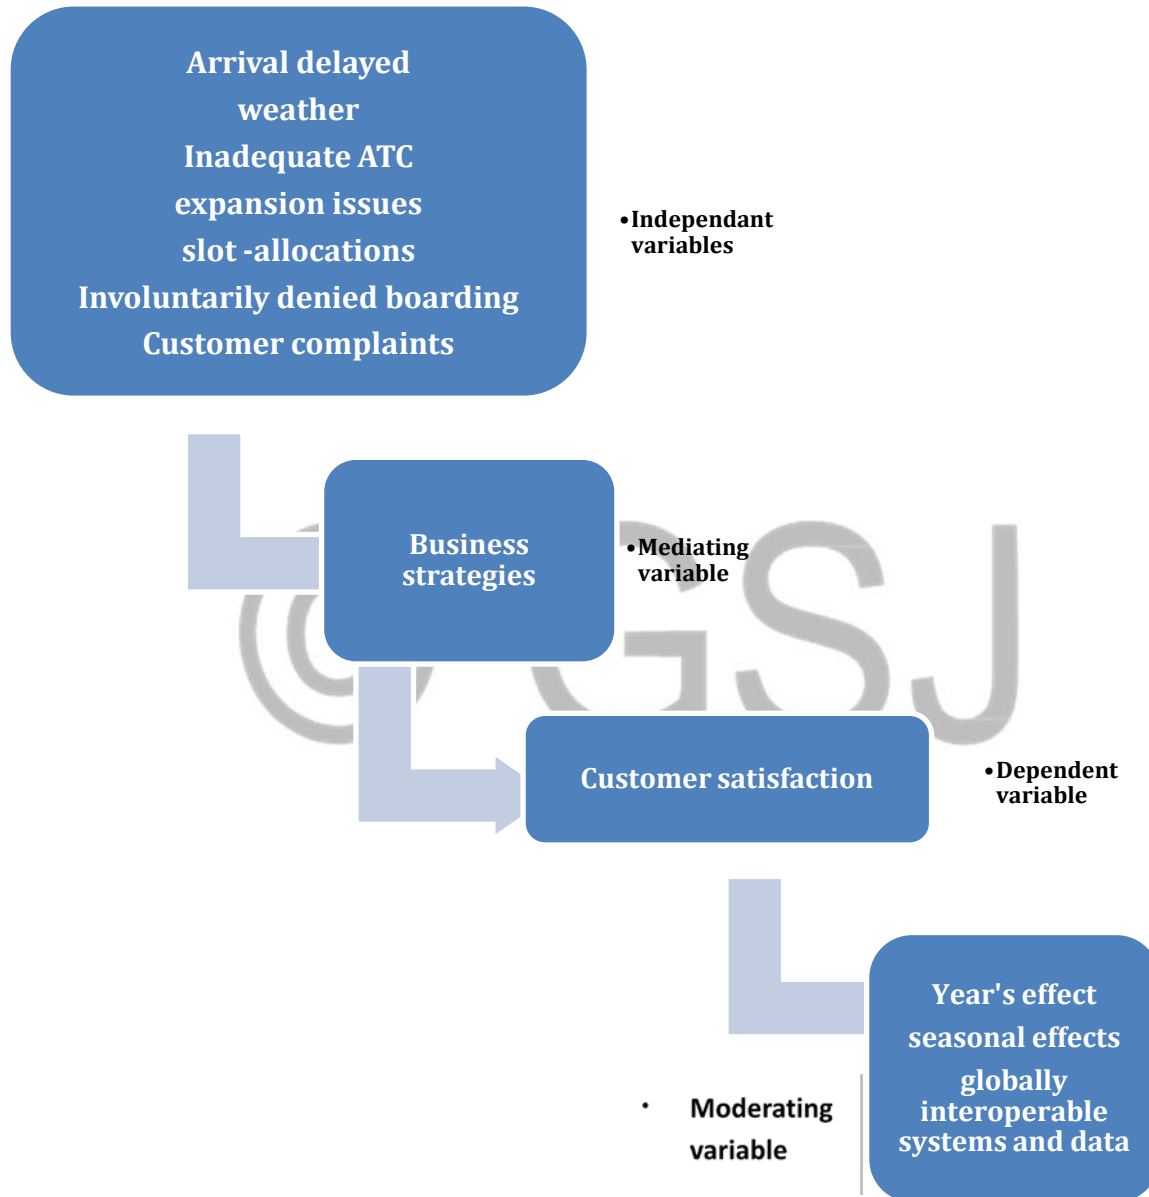 Arrival delayed
weather
Inadequate ATC
expansion issues
slot -allocations
Involuntarily denied boarding
Customer complaints
•Independant
variables
Business
strategies
•Mediating
variable
© GSJ
Customer satisfaction
•Dependent
variable
Year's effect
seasonal effects
globally
interoperable
systems and data
· Moderating
variable